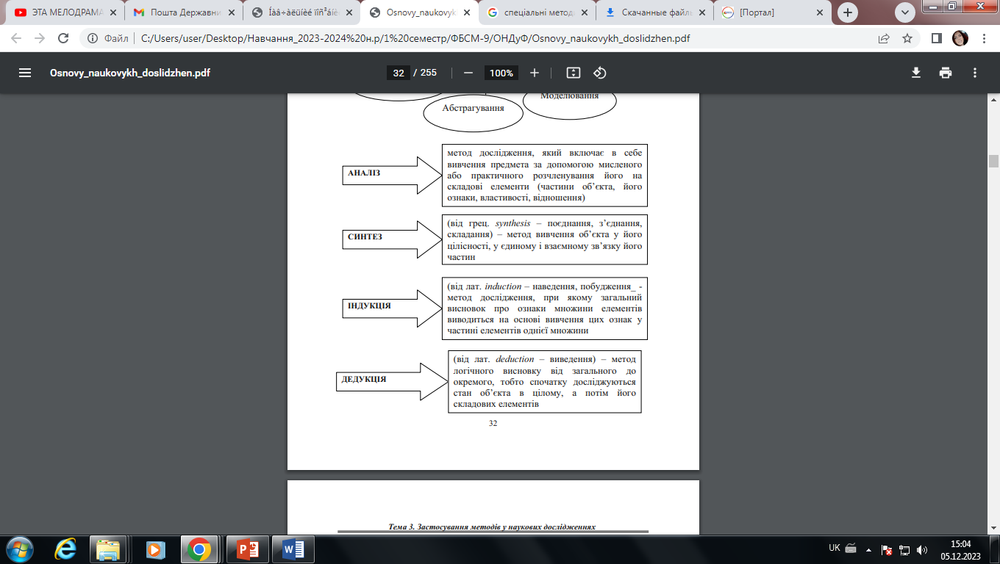 ЭТА МЕЛОДРАМА
Пошта Державни
Íàâ÷àëüíèé ïîñ³áíè
Osnovy_naukovyk
спеціальні метод
Скачанные файлы
[Портал]
Файл
C:/Users/user/Desktop/Навчання_2023-2024%20н.р/1%20семестр/ФБСМ-9/ОНДуФ/Osnovy_naukovykh_doslidzhen.pdf
Osnovy_naukovykh_doslidzhen.pdf
32 / 255
100%
Моделювання
Абстрагування
АНАЛІЗ
метод дослідження, який включає в себе
вивчення предмета за допомогою мисленого
або практичного розчленування його на
складові елементи (частини об’єкта, його
ознаки, властивості, відношення)
СИНТЕЗ
(від грец. synthesis – поєднання, з’єднання,
складання) – метод вивчення об’єкта у його
цілісності, у єдиному і взаємному зв’язку його
частин
ІНДУКЦІЯ
(від лат. induction – наведення, побудження_ -
метод дослідження, при якому загальний
висновок про ознаки множини елементів
виводиться на основі вивчення цих ознак у
частині елементів однієї множини
ДЕДУКЦІЯ
(від лат. deduction – виведення) – метод
логічного висновку від загального до
окремого, тобто спочатку досліджуються
стан об’єкта в цілому, а потім його
складових елементів
32
Тема 3. Застосування методів у наукових дослідженнях
UK
15:04
05.12.2023